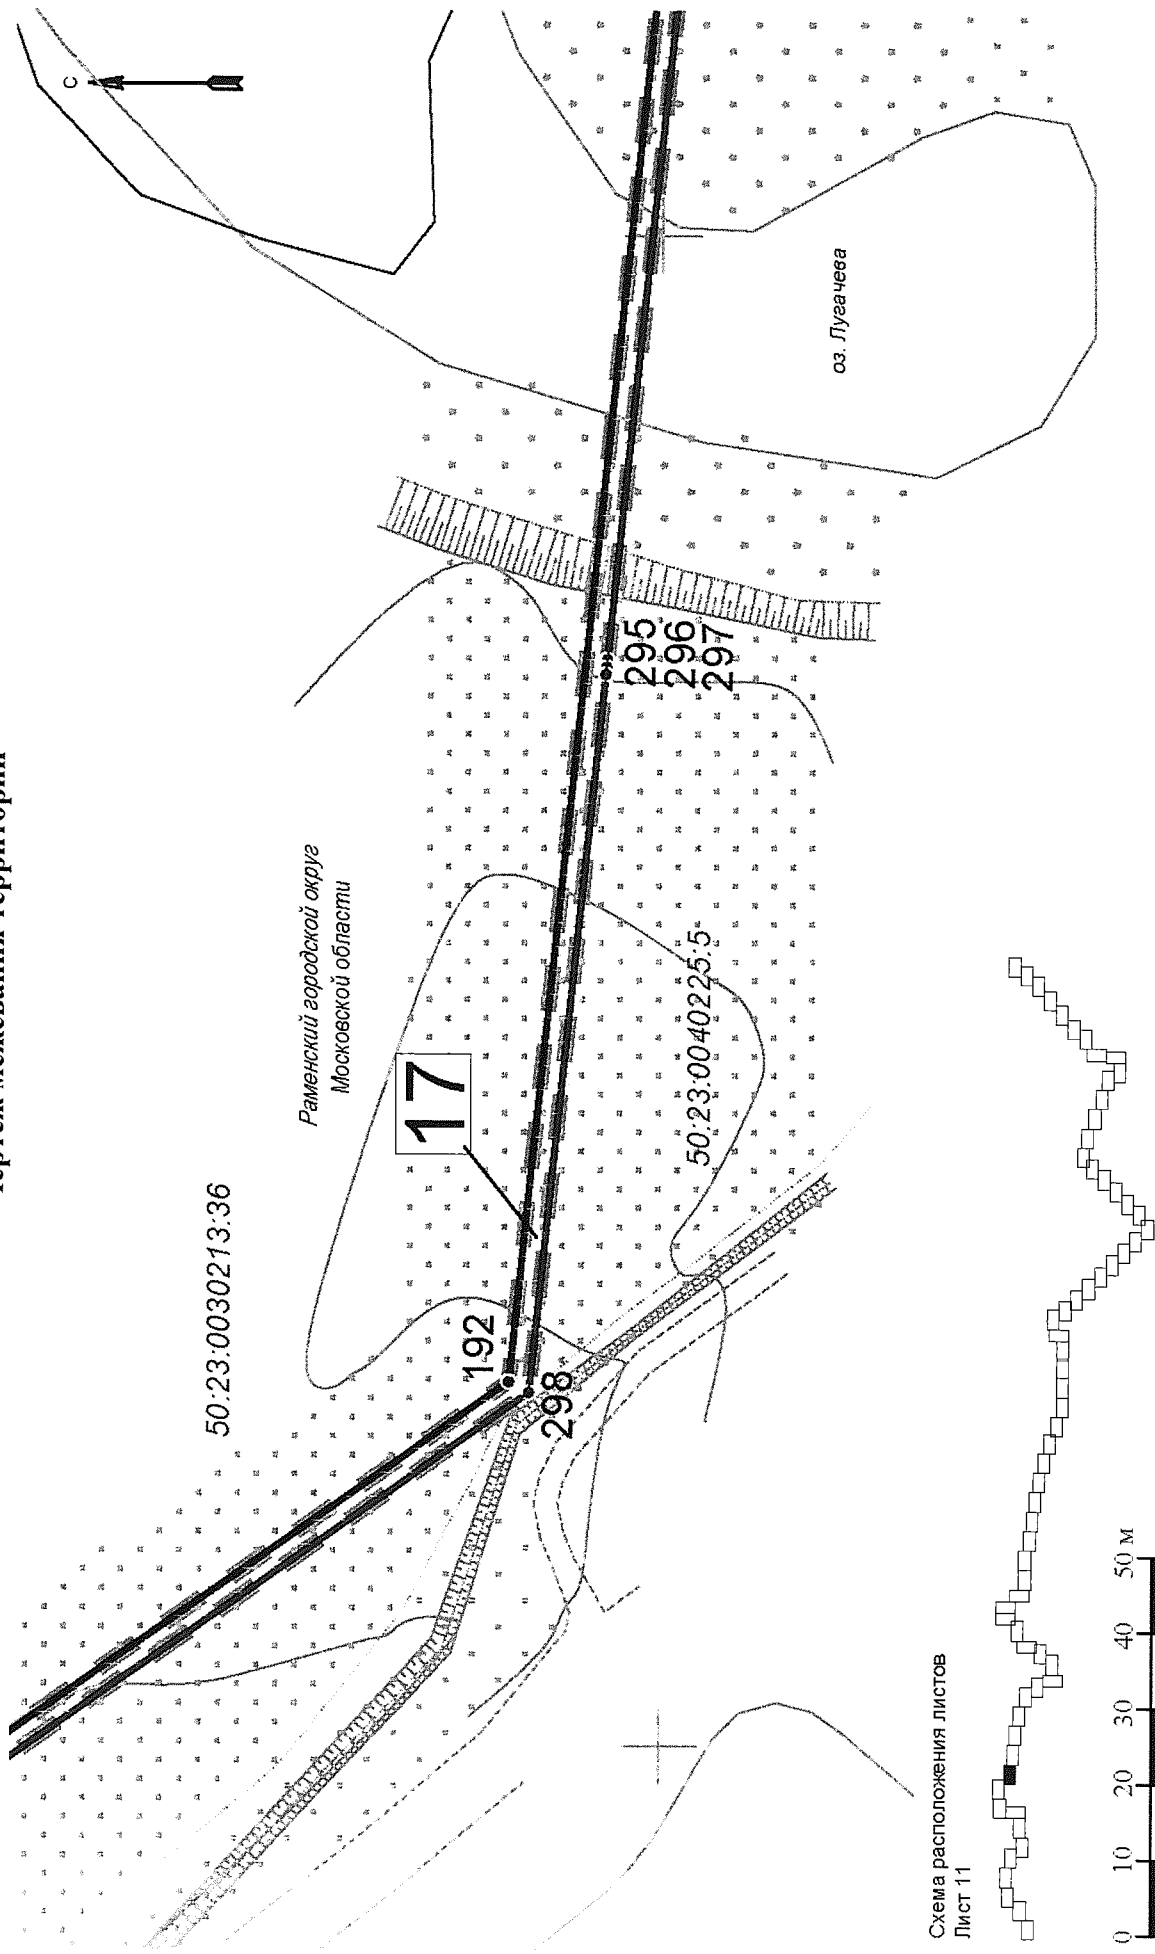 Чертеж межевания территории
С
50:23:0030213:36
Раменский городской округ
Московской области
17
192
298
295
296
297
50:23:0040225:5
оз. Лугачева
Схема расположения листов
Лист 11
0 10 20 30 40 50 м